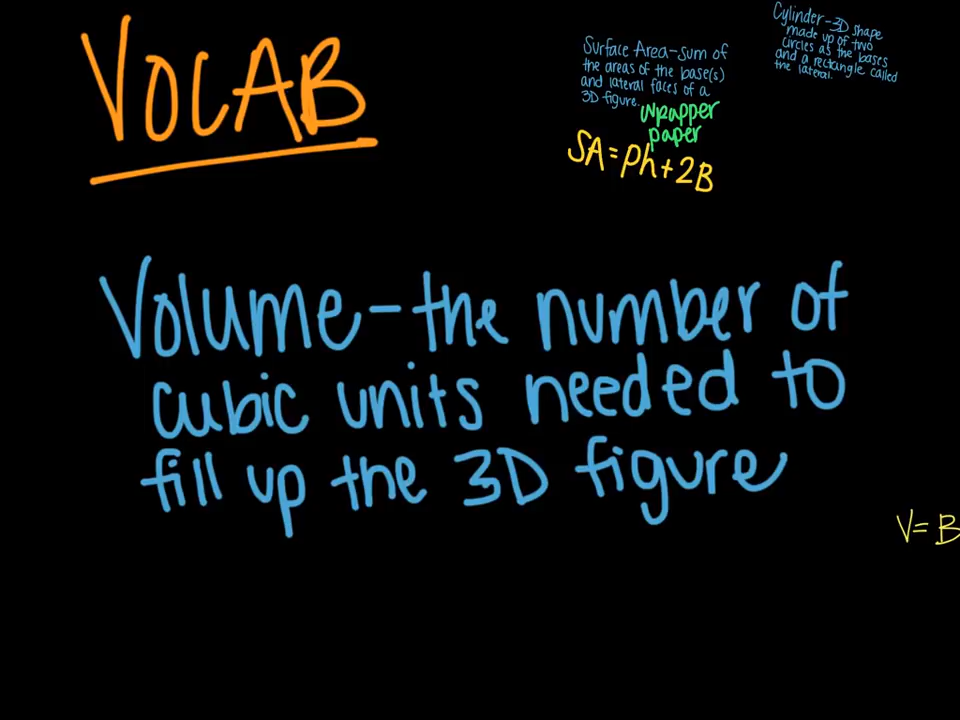 VOCAB
Surface Area-sum of
the areas of the base(s)
and lateral faces of a
3D figure.
wrapper
paper
SA=ph+2B
Cylinder-3D shape
made up of two
circles as the bases
and a rectangle called
the lateral.
Volume-the number of
cubic units needed to
fill up the 3D figure
V=B